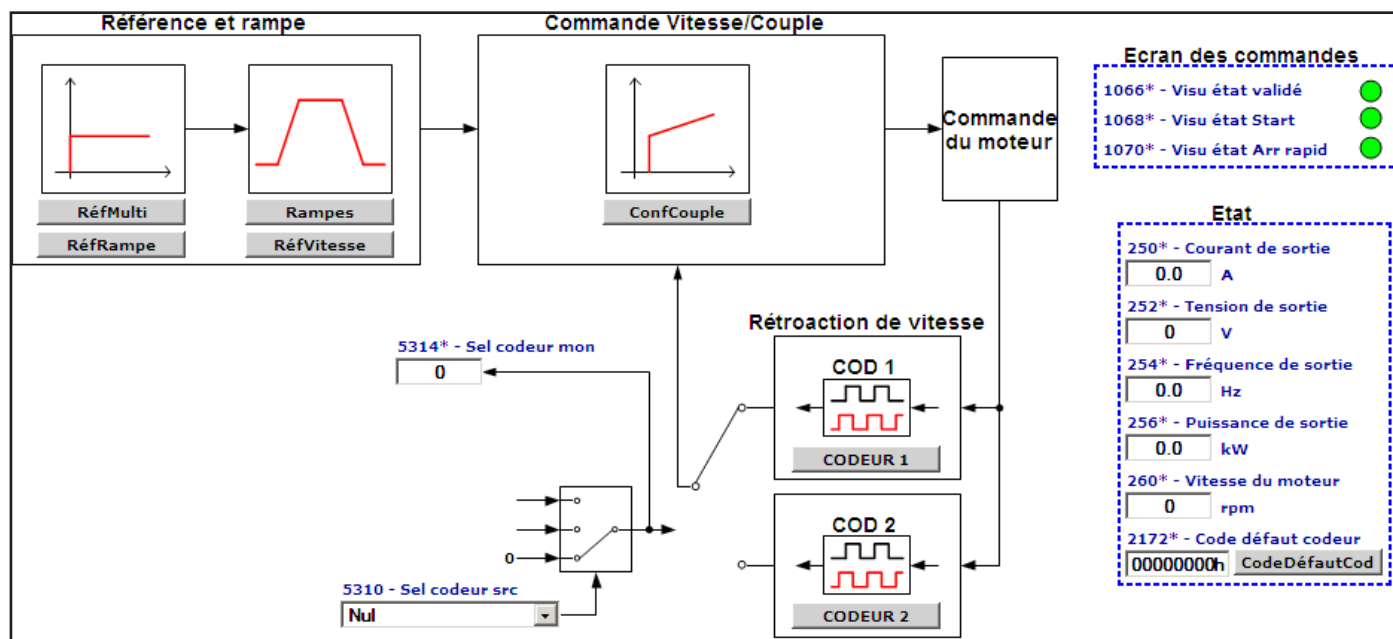 Référence et rampe
RéfMulti
Rampes
RéfRampe
RéfVitesse
Commande Vitesse/Couple
ConfCouple
Commande
du moteur
Ecran des commandes
1066* - Visu état validé
1068* - Visu état Start
1070* - Visu état Arr rapid
Etat
250* - Courant de sortie
0.0 A
252* - Tension de sortie
0 V
254* - Fréquence de sortie
0.0 Hz
256* - Puissance de sortie
0.0 kW
260* - Vitesse du moteur
0 rpm
2172* - Code défaut codeur
00000000h CodeDéfautCod
Rétroaction de vitesse
COD 1
CODEUR 1
COD 2
CODEUR 2
5314* - Sel codeur mon
0
0
5310 - Sel codeur src
Nul